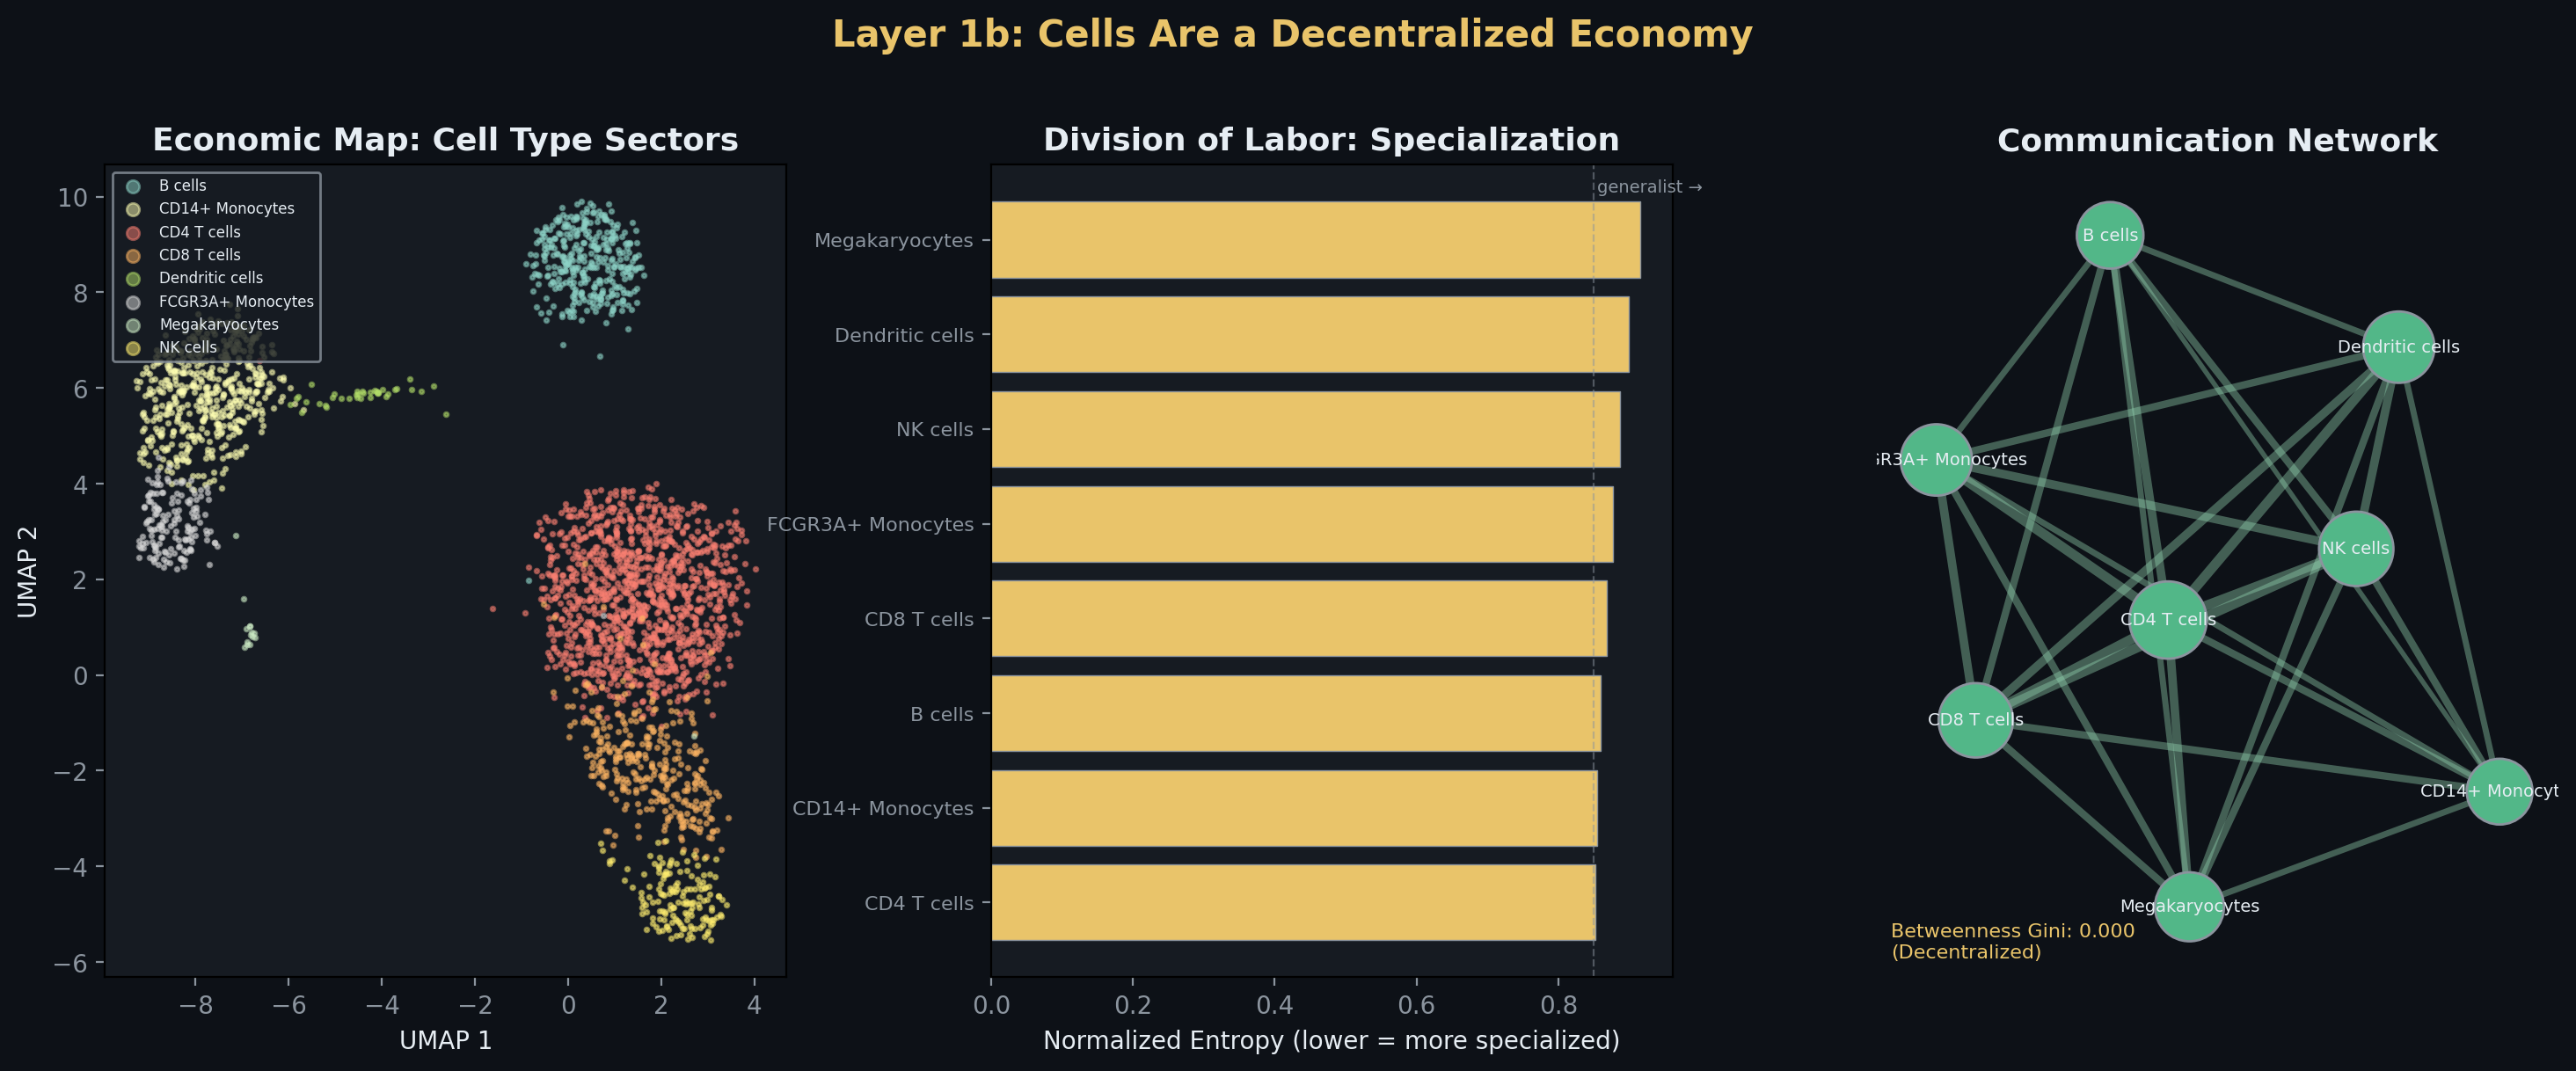 Layer 1b: Cells Are a Decentralized Economy
Economic Map: Cell Type Sectors
B cells
CD14+ Monocytes
CD4 T cells
CD8 T cells
Dendritic cells
FCGR3A+ Monocytes
Megakaryocytes
NK cells
10
8
6
4
2
0
−2
−4
−6
UMAP 2
−8
−6
−4
−2
0
2
4
UMAP 1
Division of Labor: Specialization
generalist →
Megakaryocytes
Dendritic cells
NK cells
FCGR3A+ Monocytes
CD8 T cells
B cells
CD14+ Monocytes
CD4 T cells
0.0
0.2
0.4
0.6
0.8
Normalized Entropy (lower = more specialized)
Communication Network
B cells
Dendritic cells
GR3A+ Monocytes
NK cells
CD4 T cells
CD8 T cells
CD14+ Monocyt
Megakaryocytes
Betweenness Gini: 0.000
(Decentralized)